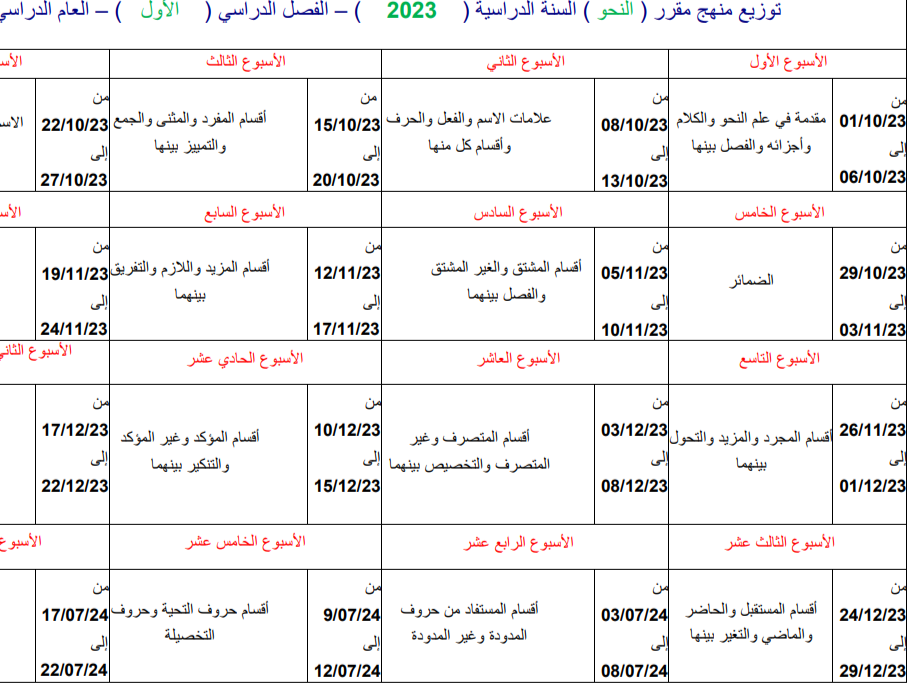 توزيع منهج مقرر ( النحو ) السنة الدراسية ( 2023 ) – الفصل الدراسي ( الأول ) – العام الدراسي
الأسبوع الأول
من
01/10/23
إلى
06/10/23
مقدمة في علم النحو والكلام
وأجزائه والفصل بينها
الأسبوع الثاني
من
08/10/23
إلى
13/10/23
علامات الاسم والفعل والحرف
وأقسام كل منها
الأسبوع الثالث
من
15/10/23
إلى
20/10/23
أقسام المفرد والمثنى والجمع
والتمييز بينها
من
22/10/23
إلى
27/10/23
الأسبوع الخامس
من
29/10/23
إلى
03/11/23
الضمائر
الأسبوع السادس
من
05/11/23
إلى
10/11/23
أقسام المشتق والغير المشتق
والفصل بينهما
الأسبوع السابع
من
12/11/23
إلى
17/11/23
أقسام المزيد واللازم والتفريق
بينهما
من
19/11/23
إلى
24/11/23
الأسبوع التاسع
من
26/11/23
إلى
01/12/23
أقسام المجرد والمزيد والتحول
بينهما
الأسبوع العاشر
من
03/12/23
إلى
08/12/23
أقسام المتصرف وغير
المتصرف والتخصيص بينهما
الأسبوع الحادي عشر
من
10/12/23
إلى
15/12/23
أقسام المؤكد وغير المؤكد
والتنكير بينهما
الأسبوع الثاني
من
17/12/23
إلى
22/12/23
الأسبوع الثالث عشر
من
24/12/23
إلى
29/12/23
أقسام المستقبل والحاضر
والماضي والتغير بينها
الأسبوع الرابع عشر
من
03/07/24
إلى
08/07/24
أقسام المستفاد من حروف
المدودة وغير المدودة
الأسبوع الخامس عشر
من
9/07/24
إلى
12/07/24
أقسام حروف التحية وحروف
التخصيلة
الأسبوع
من
17/07/24
إلى
22/07/24